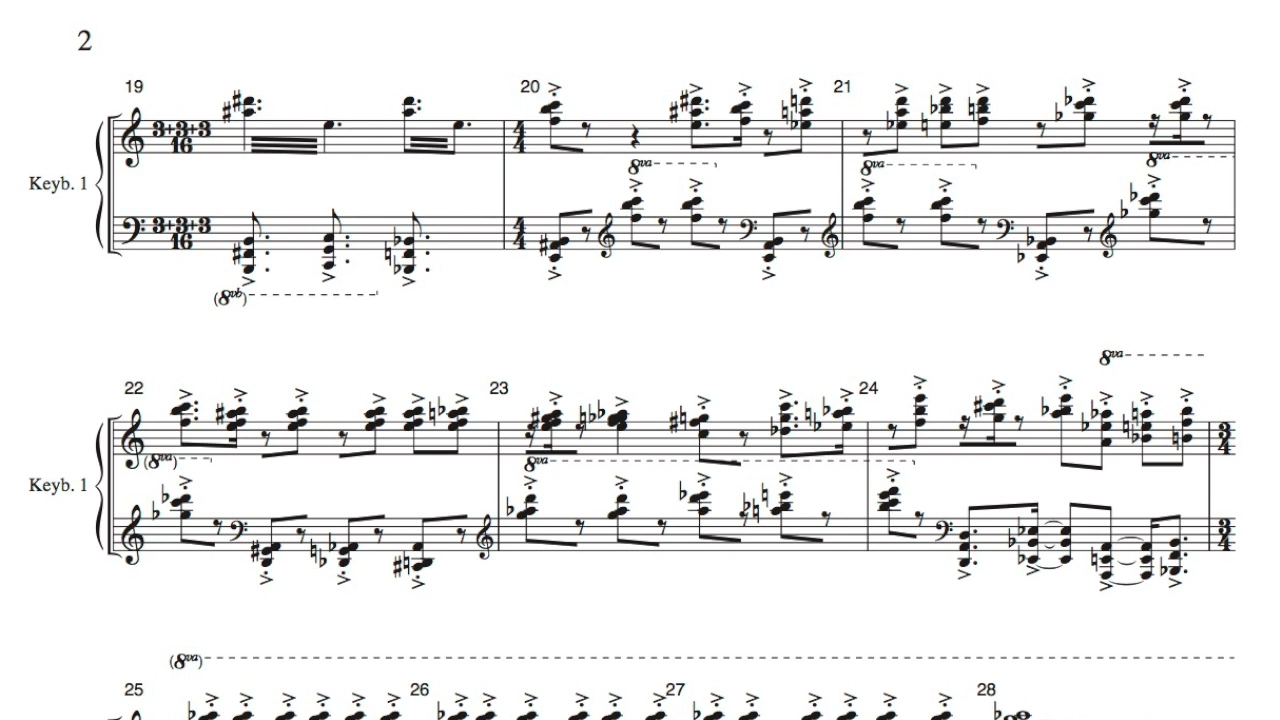 2
19 20 21
3+3+3 4
16 4
8va 8va 8va
Keyb. 1
3+3+3 4
16 4
(8vb)
8va
22 23 24
3
4
(8va) 8va
Keyb. 1
3
4
(8va)
25 26 27 28